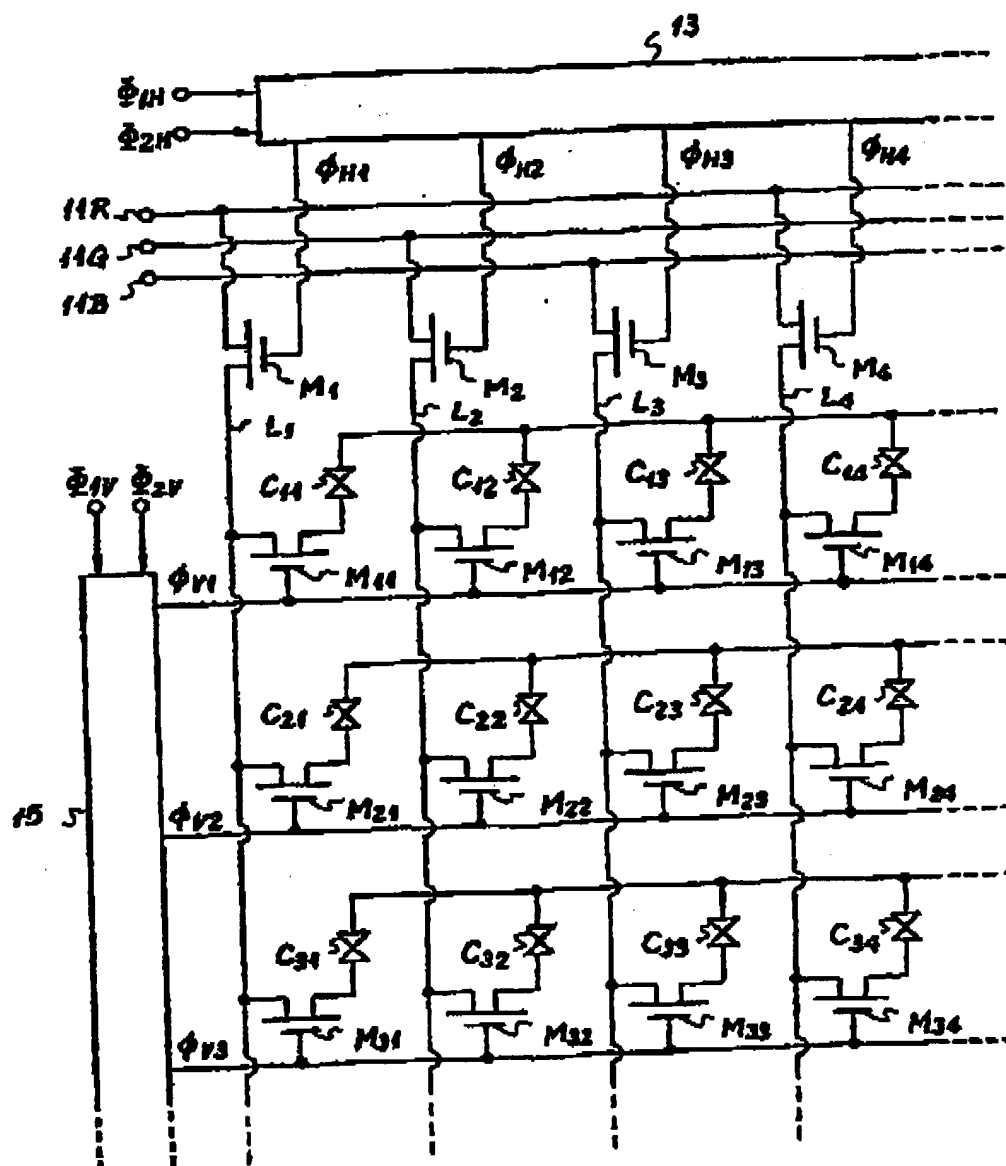 13
Φ1H
Φ2H
ΦH1 ΦH2 ΦH3 ΦH4
11R
11G
11B
M1 M2 M3 M4
L1 L2 L3 L4
C11 C12 C13 C14
Φ1V Φ2V
ΦV1 M11 M12 M13 M14
C21 C22 C23 C24
15
ΦV2 M21 M22 M23 M24
C31 C32 C33 C34
ΦV3 M31 M32 M33 M34